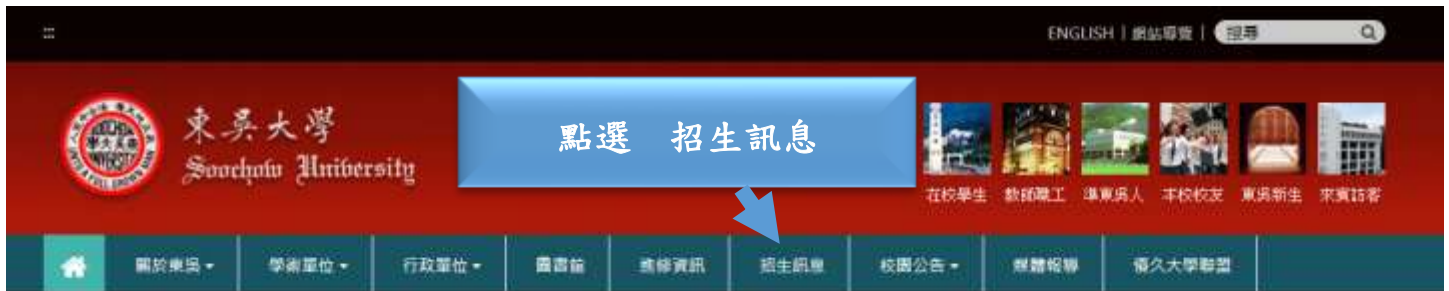 ENGLISH | 網站導覽 | 搜尋
東吳大學
Soochow University
點選 招生訊息
在校學生 教師職工 準東吳人 本校校友 東吳新生 來賓訪客
關於東吳 學術單位 行政單位 圖書館 進修資訊 招生訊息 校園公告 媒體報導 優久大學聯盟